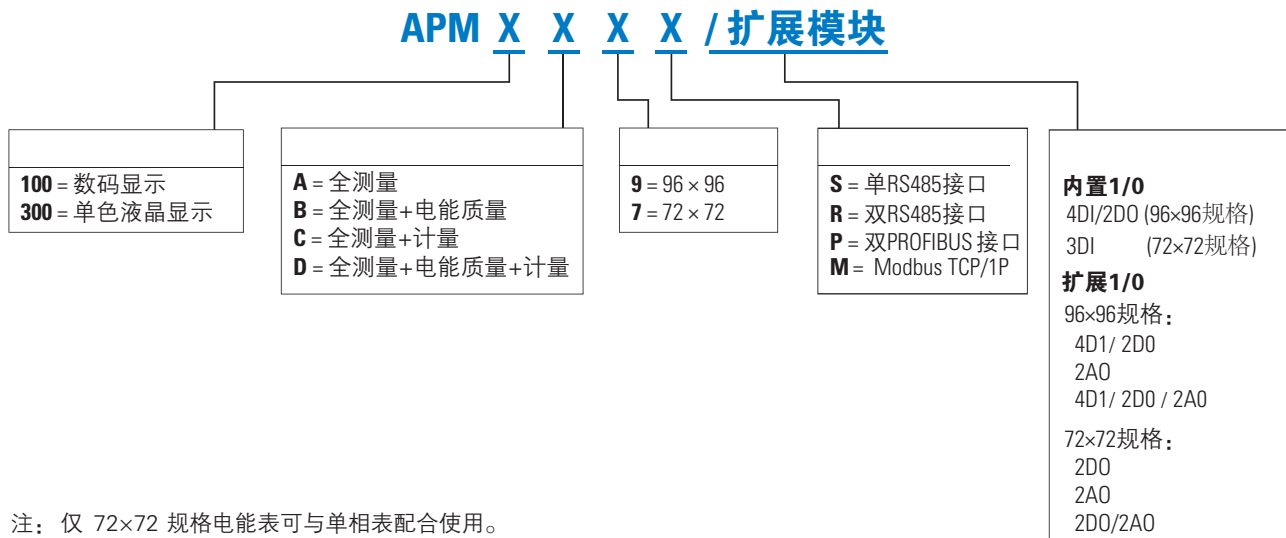 APM X X X X / 扩展模块
100 = 数码显示
300 = 单色液晶显示
A = 全测量
B = 全测量+电能质量
C = 全测量+计量
D = 全测量+电能质量+计量
9 = 96 × 96
7 = 72 × 72
S = 单RS485接口
R = 双RS485接口
P = 双PROFIBUS 接口
M = Modbus TCP/1P
内置1/0
4DI/2DO (96×96规格)
3DI (72×72规格)
扩展1/0
96×96规格：
4D1/ 2D0
2AO
4D1/ 2D0 / 2A0
72×72规格：
2DO
2AO
2DO/2AO
注：仅 72×72 规格电能表可与单相表配合使用。